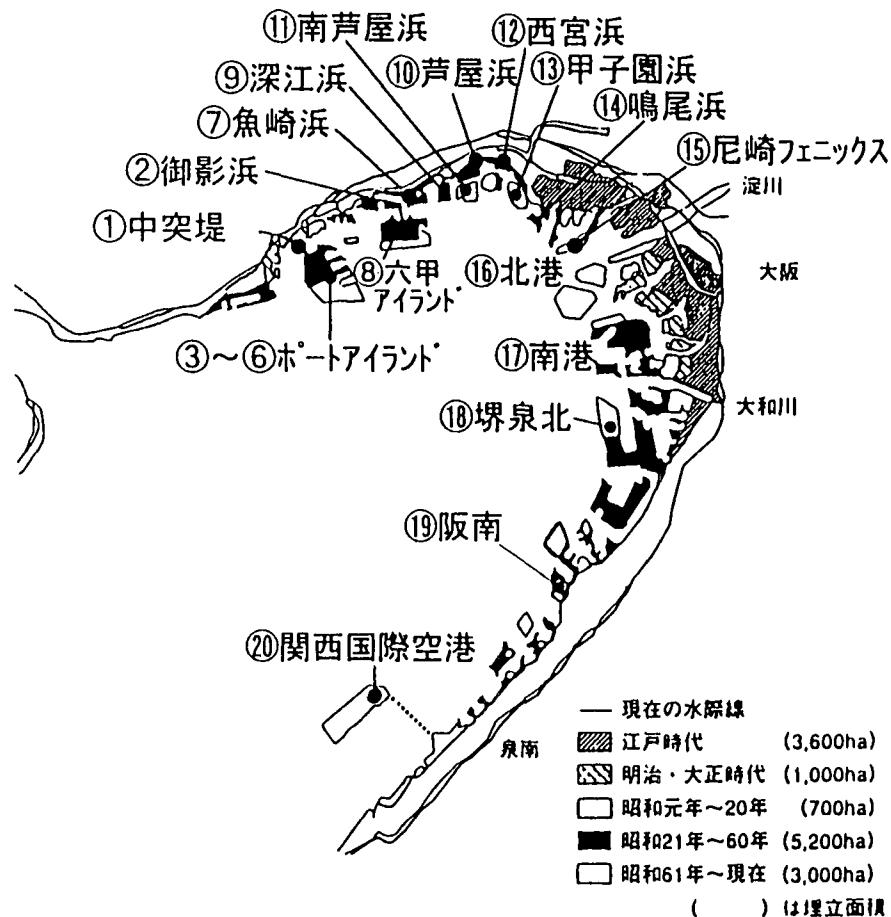 ⑪南芦屋浜
⑫西宮浜
⑨深江浜
⑩芦屋浜
⑬甲子園浜
⑦魚崎浜
⑭鳴尾浜
②御影浜
⑮尼崎フェニックス
淀川
①中突堤
⑧六甲
アイランド
⑯北港
大阪
③～⑥ポートアイランド
⑰南港
大和川
⑱堺泉北
⑲阪南
⑳関西国際空港
泉南
現在の水際線
江戸時代 (3,600ha)
明治・大正時代 (1,000ha)
昭和元年～20年 (700ha)
昭和21年～60年 (5,200ha)
昭和61年～現在 (3,000ha)
( )は埋立面積